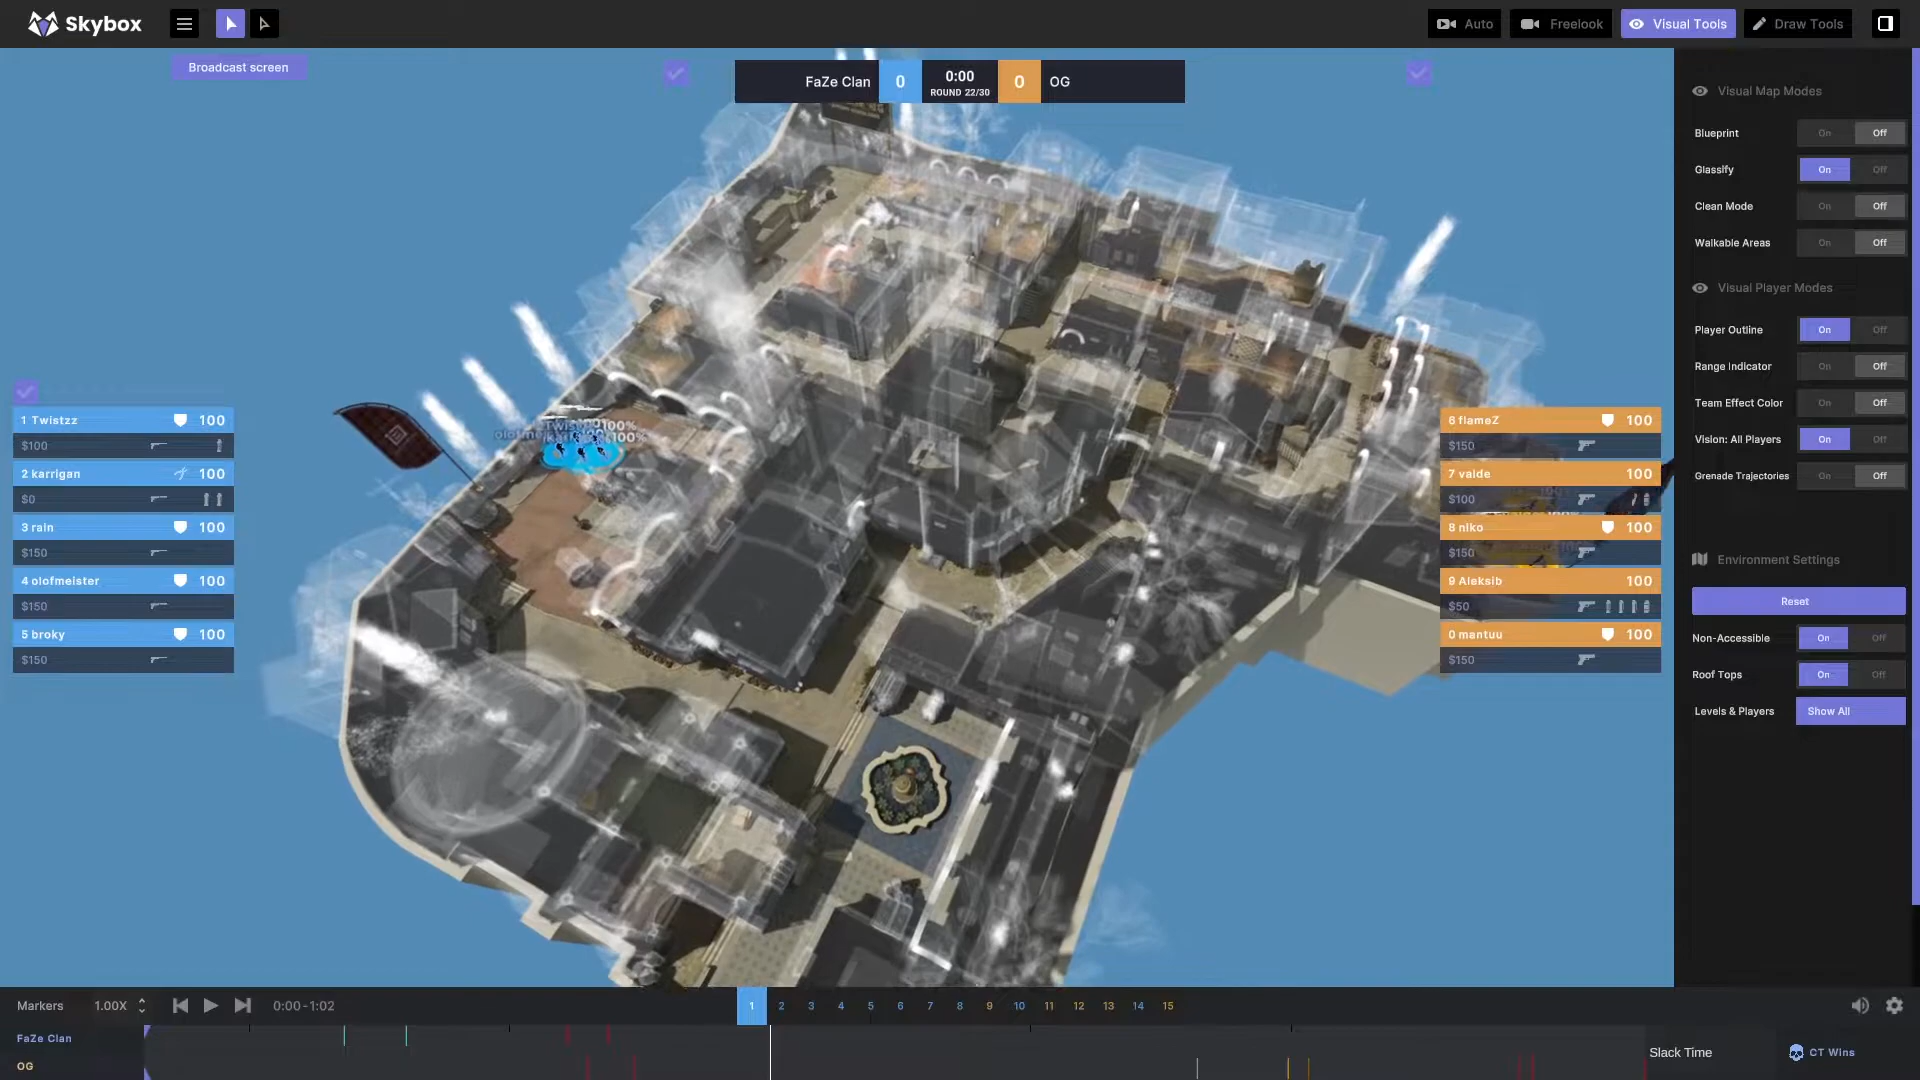 Skybox
Auto
Freelook
Visual Tools
Draw Tools
Broadcast screen
FaZe Clan 0 0:00 0 OG
ROUND 22/30
Visual Map Modes
Blueprint On Off
Glassify On Off
Clean Mode On Off
Walkable Areas On Off
Visual Player Modes
Player Outline On Off
Range Indicator On Off
Team Effect Color On Off
Vision: All Players On Off
Grenade Trajectories On Off
Environment Settings
Reset
Non-Accessible On Off
Roof Tops On Off
Levels & Players Show All
1 Twistzz 100
$100
2 karrigan 100
$0
3 rain 100
$150
4 olofmeister 100
$150
5 broky 100
$150
6 flameZ 100
$150
7 valde 100
$100
8 niko 100
$150
9 Aleksib 100
$50
0 mantuu 100
$150
Markers 1.00X 0:00-1:02 1 2 3 4 5 6 7 8 9 10 11 12 13 14 15
FaZe Clan
OG
Slack Time CT Wins